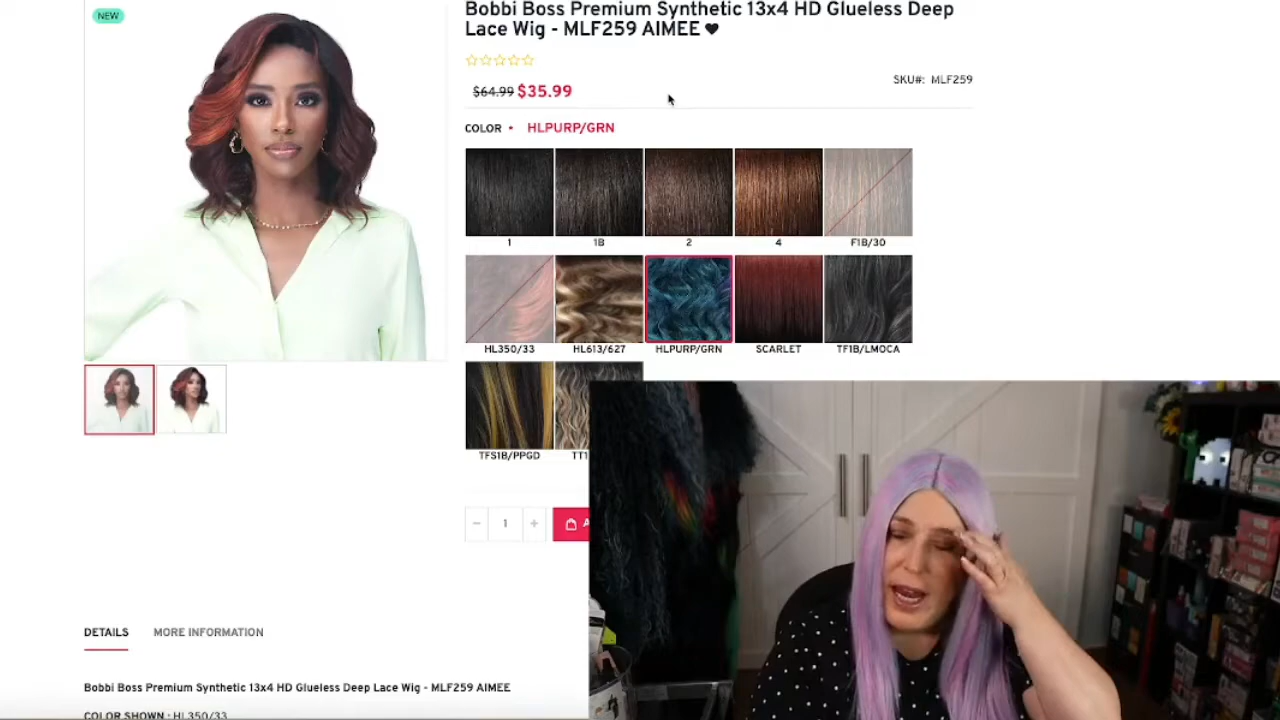 NEW
Bobbi Boss Premium Synthetic 13x4 HD Glueless Deep
Lace Wig - MLF259 AIMEE
SKU#: MLF259
$64.99 $35.99
COLOR • HLPURP/GRN
1
1B
2
4
F1B/30
HL350/33
HL613/627
HLPURP/GRN
SCARLET
TF1B/LMOCA
TFS1B/PPGD
TT1
1
A
DETAILS
MORE INFORMATION
Bobbi Boss Premium Synthetic 13x4 HD Glueless Deep Lace Wig - MLF259 AIMEE
COLOR SHOWN : HL350/33